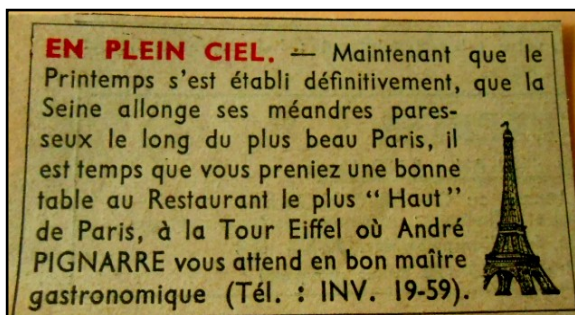 EN PLEIN CIEL. — Maintenant que le
Printemps s'est établi définitivement, que la
Seine allonge ses méandres pares-
seux le long du plus beau Paris, il
est temps que vous preniez une bonne
table au Restaurant le plus “ Haut ”
de Paris, à la Tour Eiffel où André
PIGNARRE vous attend en bon maître
gastronomique (Tél. : INV. 19-59).